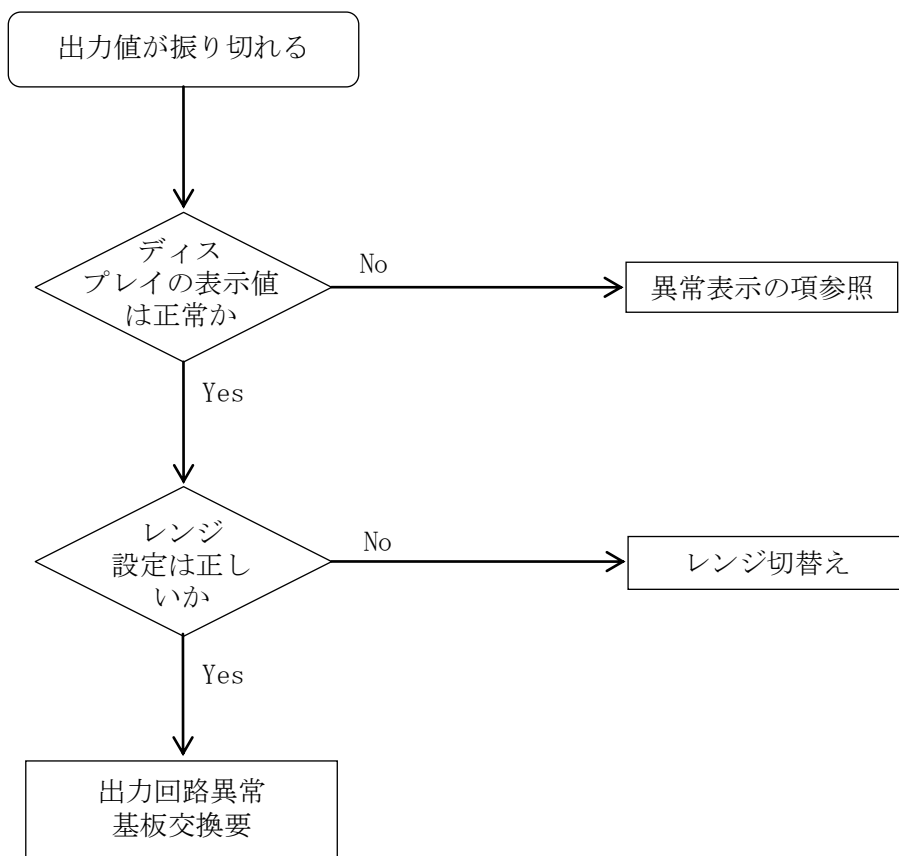 出力値が振り切れる
ディス
プレイの表示値
は正常か
No
異常表示の項参照
Yes
レンジ
設定は正し
いか
No
レンジ切替え
Yes
出力回路異常
基板交換要